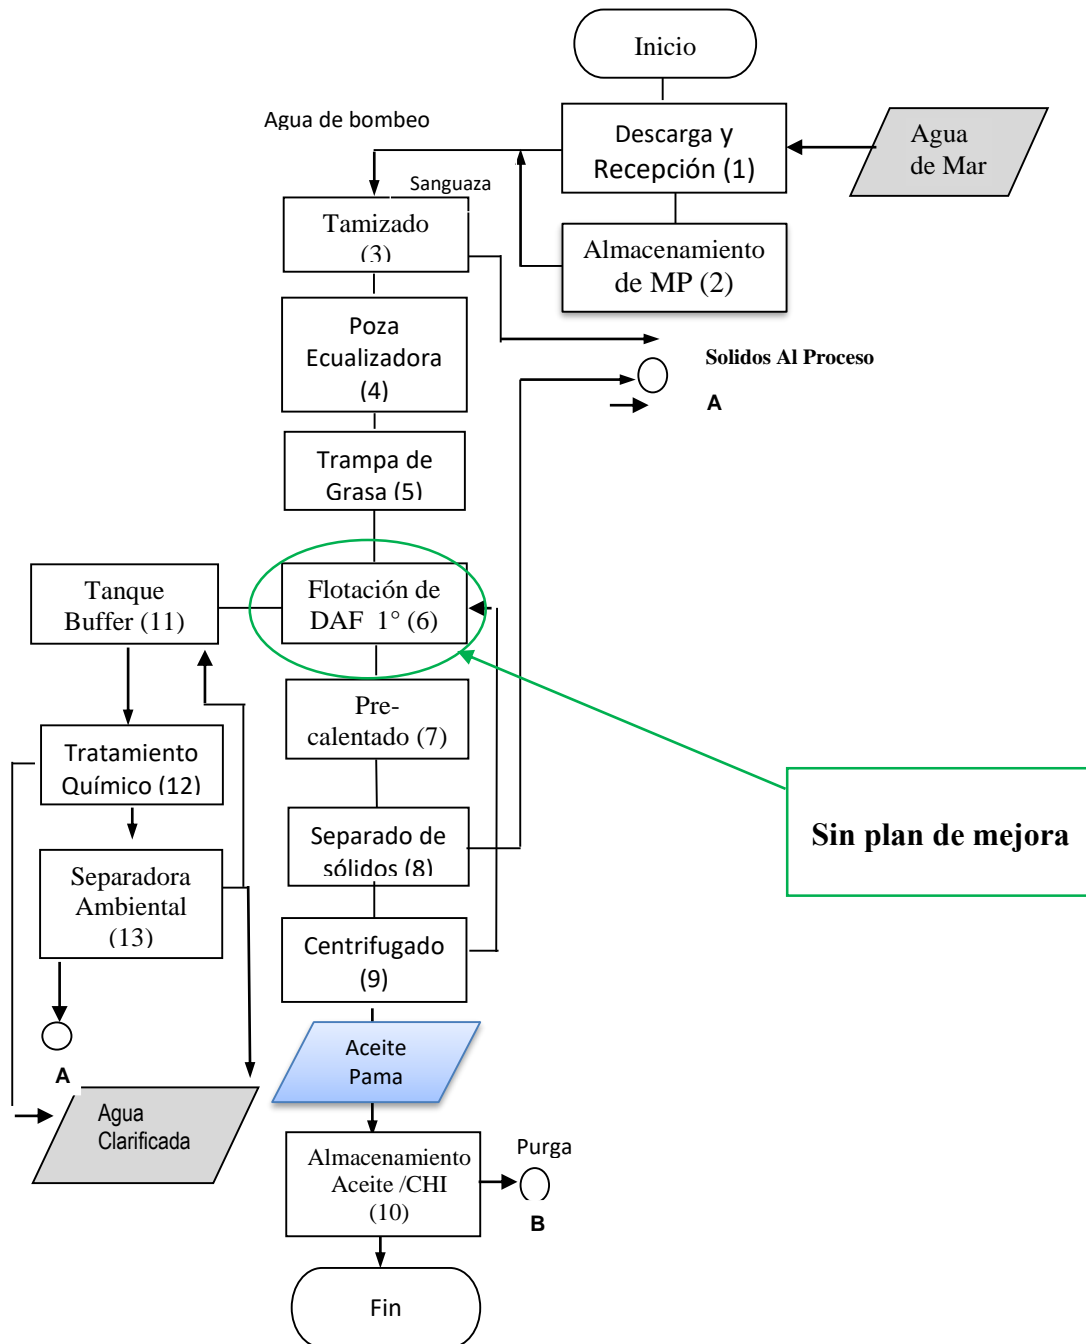 Inicio
Agua de bombeo
Descarga y
Recepción (1)
Agua
de Mar
Sanguaza
Tamizado
(3)
Almacenamiento
de MP (2)
Poza
Ecualizadora
(4)
Solidos Al Proceso
A
Trampa de
Grasa (5)
Tanque
Buffer (11)
Flotación de
DAF 1° (6)
Pre-
calentado (7)
Tratamiento
Químico (12)
Sin plan de mejora
Separado de
sólidos (8)
Separadora
Ambiental
(13)
Centrifugado
(9)
A
Aceite
Pama
Agua
Clarificada
Almacenamiento
Aceite /CHI
(10)
Purga
B
Fin